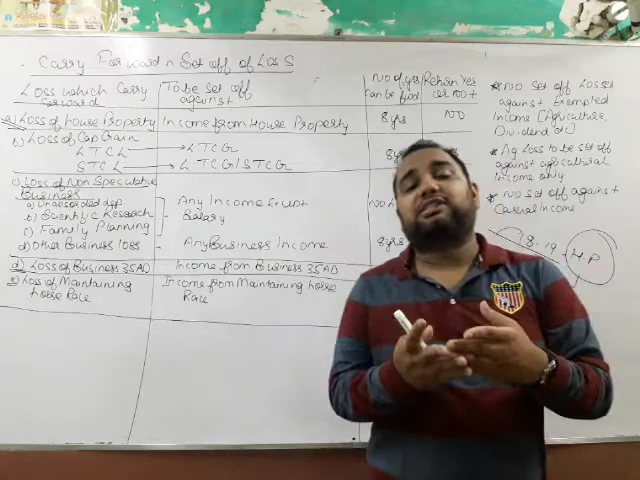 Carry Forward n Set off of Loss
Loss which Carry Forward
To be Set off against
No of yrs can be fwd
Return Yes or not
a) Loss of house Property
Income from House Property
8 yrs
NO
b) Loss of Cap Gain
LTCL → LTCG
STCL → LTCG/STCG
8 y
c) Loss of Non Speculative Business
a) Unabsorbed dep
b) Scientific Research
c) Family Planning
Any Income Except Salary
No
d) Other Business loss
Any Business Income
8 yrs
d) Loss of Business 35AD
Income from Business 35AD
e) Loss of Maintaining horse Race
Income from Maintaining horse Race
* No Set off Losses
against Exempted
Income (Agriculture,
Dividend etc)
* Ag Loss to be set off
against agricultural
income only
* No set off against
Casual Income
18-19
H.P